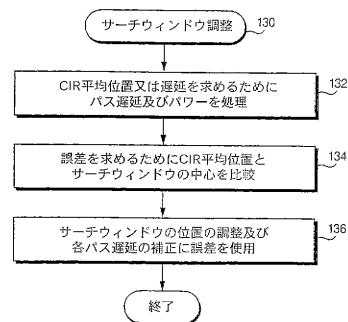 サーチウィンドウ調整
130
CIR平均位置又は遅延を求めるために
パス遅延及びパワーを処理
132
誤差を求めるためにCIR平均位置と
サーチウィンドウの中心を比較
134
サーチウィンドウの位置の調整及び
各パス遅延の補正に誤差を使用
136
終了